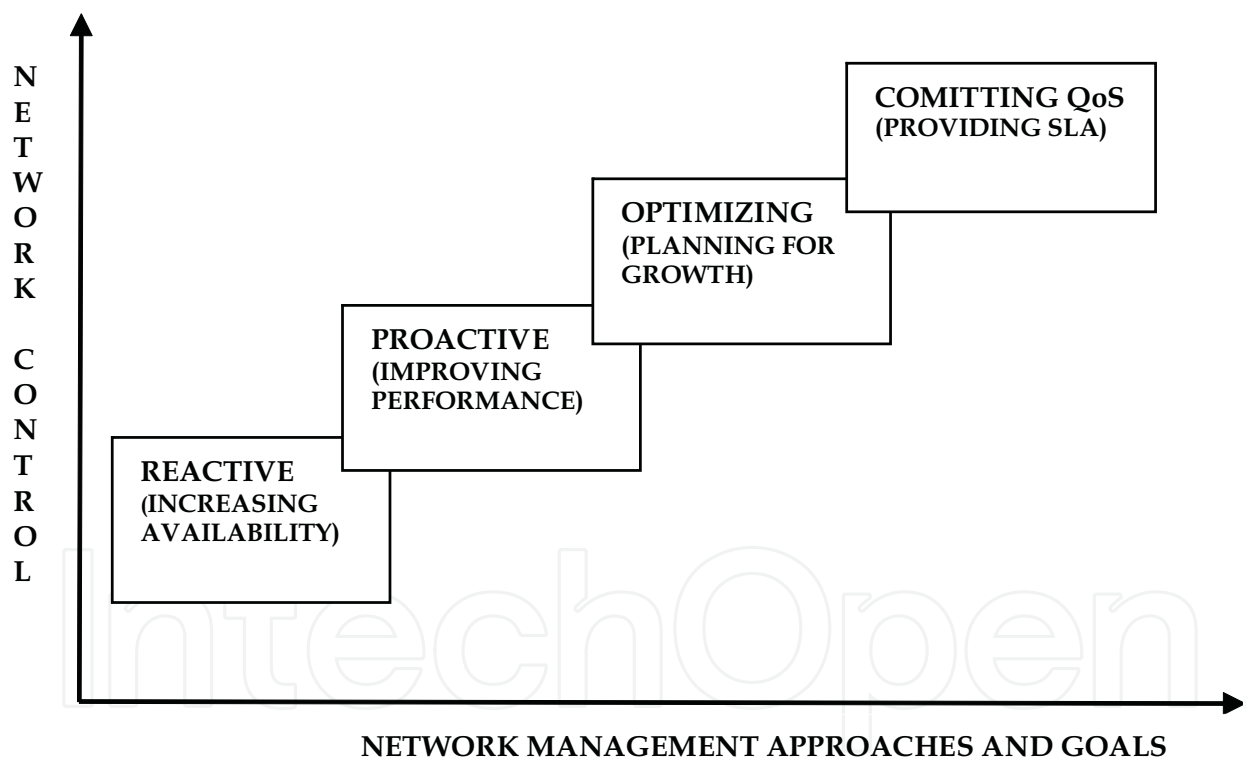 NETWORK CONTROL
COMITTING QoS
(PROVIDING SLA)
OPTIMIZING
(PLANNING FOR
GROWTH)
PROACTIVE
(IMPROVING
PERFORMANCE)
REACTIVE
(INCREASING
AVAILABILITY)
IntechOpen
NETWORK MANAGEMENT APPROACHES AND GOALS